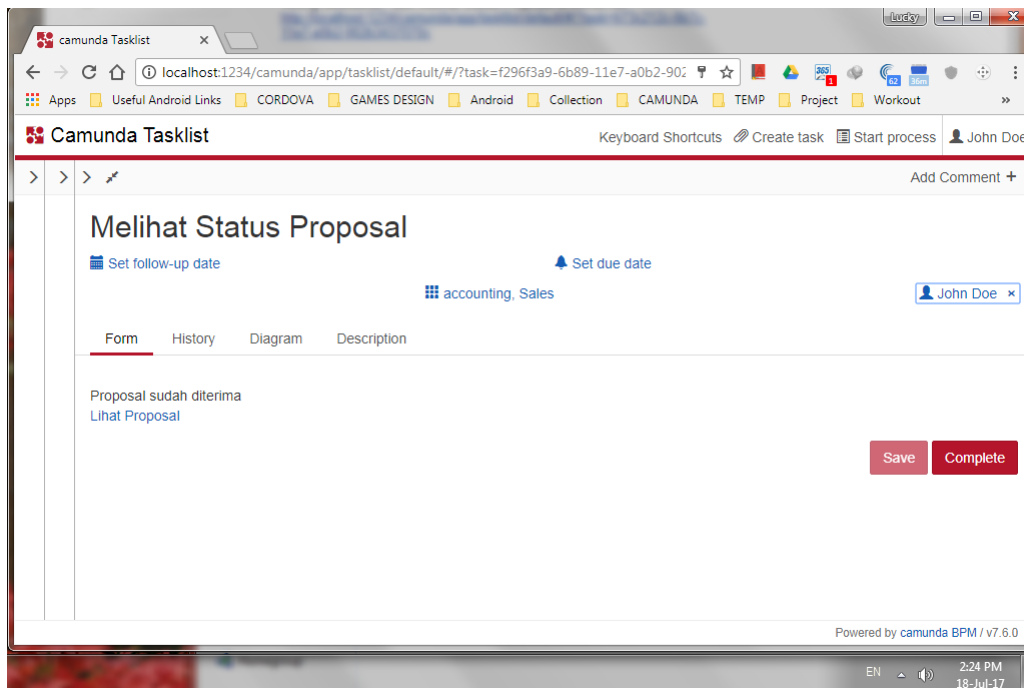 Lucky
camunda Tasklist
localhost:1234/camunda/app/tasklist/default/#/?task=f296f3a9-6b89-11e7-a0b2-902
365
1
62
36m
Apps Useful Android Links CORDOVA GAMES DESIGN Android Collection CAMUNDA TEMP Project Workout »
Camunda Tasklist Keyboard Shortcuts Create task Start process John Doe
Add Comment +
Melihat Status Proposal
Set follow-up date Set due date
accounting, Sales John Doe ×
Form History Diagram Description
Proposal sudah diterima
Lihat Proposal
Save Complete
Powered by camunda BPM / v7.6.0
EN 2:24 PM
18-Jul-17